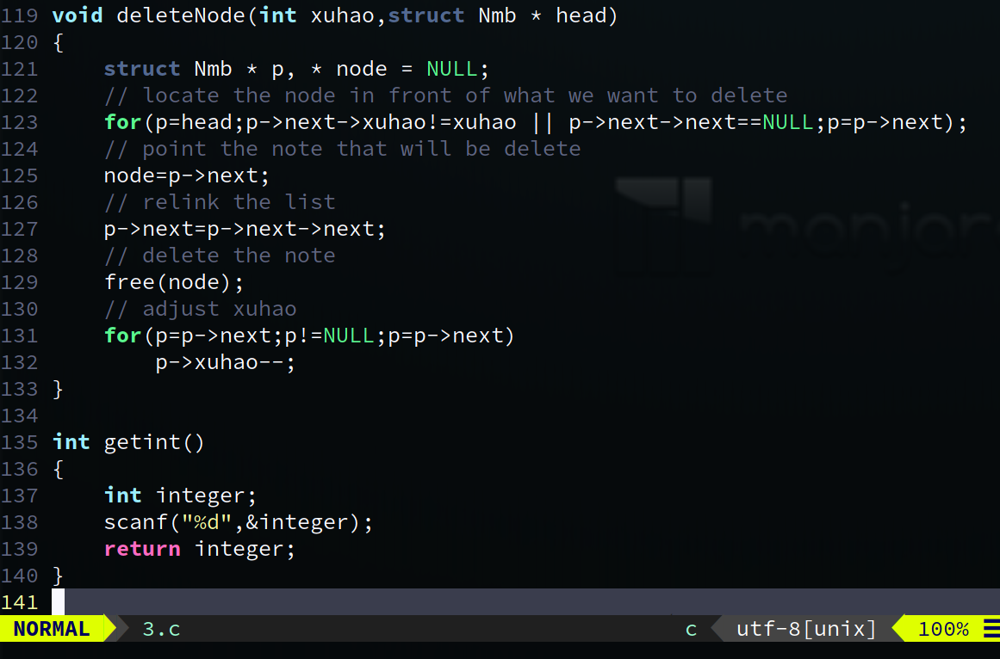 119 void deleteNode(int xuhao,struct Nmb * head)
120 {
121     struct Nmb * p, * node = NULL;
122     // locate the node in front of what we want to delete
123     for(p=head;p->next->xuhao!=xuhao || p->next->next==NULL;p=p->next);
124     // point the note that will be delete
125     node=p->next;
126     // relink the list
127     p->next=p->next->next;
128     // delete the note
129     free(node);
130     // adjust xuhao
131     for(p=p->next;p!=NULL;p=p->next)
132         p->xuhao--;
133 }
134
135 int getint()
136 {
137     int integer;
138     scanf("%d",&integer);
139     return integer;
140 }
141
NORMAL 3.c c utf-8[unix] 100%